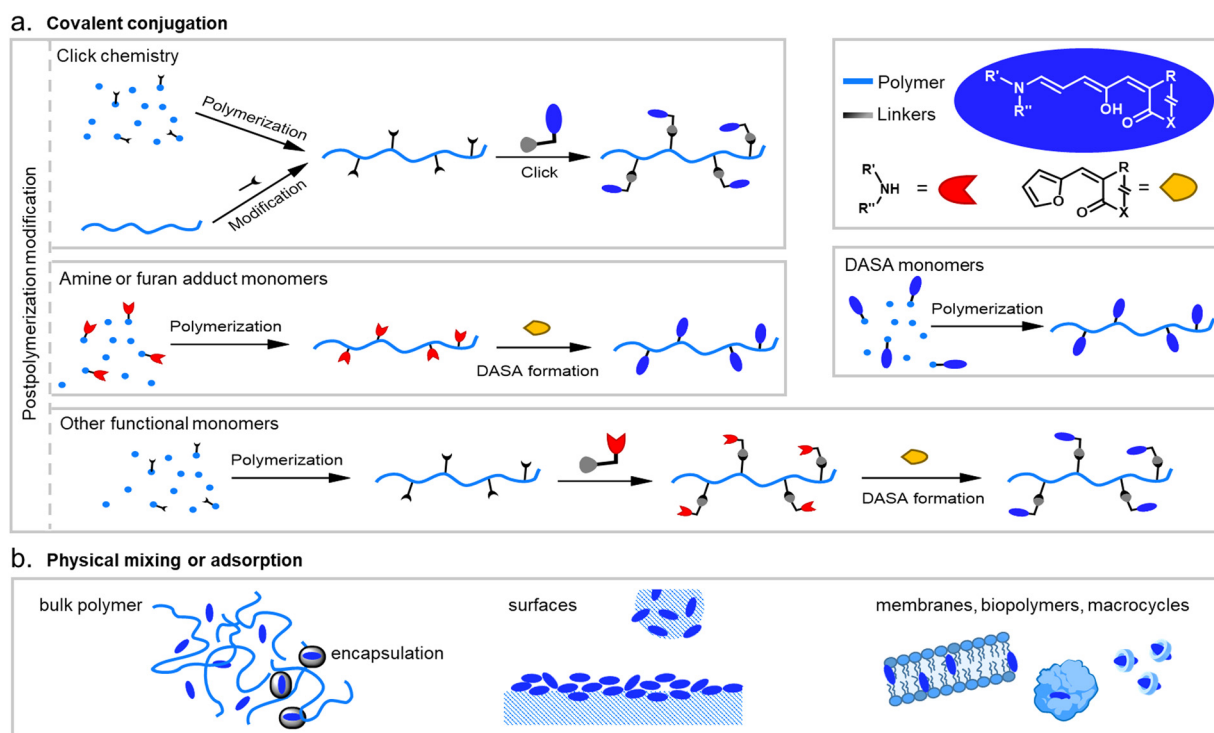 a. Covalent conjugation
Postpolymerization modification
Click chemistry
Polymerization
Modification
Click
Polymer
Linkers
R'
N
R''
OH
O
R
X
R'
NH
R''
=
O
O
R
X
=
Amine or furan adduct monomers
Polymerization
DASA formation
DASA monomers
Polymerization
Other functional monomers
Polymerization
DASA formation
b. Physical mixing or adsorption
bulk polymer
encapsulation
surfaces
membranes, biopolymers, macrocycles